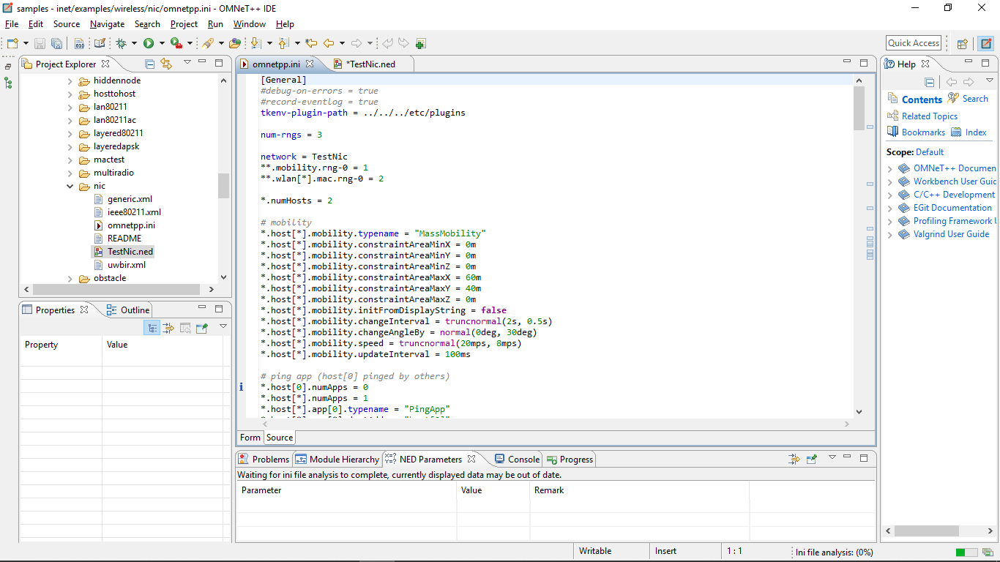 samples - inet/examples/wireless/nic/omnetpp.ini - OMNeT++ IDE
File Edit Source Navigate Search Project Run Window Help
Quick Access
Project Explorer
hiddennode
hosttohost
lan80211
lan80211ac
layered80211
layeredapsk
mactest
multiradio
nic
generic.xml
ieee80211.xml
omnetpp.ini
README
TestNic.ned
uwbir.xml
obstacle
Properties Outline
Property Value
omnetpp.ini *TestNic.ned
[General]
#debug-on-errors = true
#record-eventlog = true
tkenv-plugin-path = ../../../etc/plugins
num-rngs = 3
network = TestNic
**.mobility.rng-0 = 1
**.wlan[*].mac.rng-0 = 2
*.numHosts = 2
# mobility
*.host[*].mobility.typename = "MassMobility"
*.host[*].mobility.constraintAreaMinX = 0m
*.host[*].mobility.constraintAreaMinY = 0m
*.host[*].mobility.constraintAreaMinZ = 0m
*.host[*].mobility.constraintAreaMaxX = 60m
*.host[*].mobility.constraintAreaMaxY = 40m
*.host[*].mobility.constraintAreaMaxZ = 0m
*.host[*].mobility.initFromDisplayString = false
*.host[*].mobility.changeInterval = truncnormal(2s, 0.5s)
*.host[*].mobility.changeAngleBy = normal(0deg, 30deg)
*.host[*].mobility.speed = truncnormal(20mps, 8mps)
*.host[*].mobility.updateInterval = 100ms
# ping app (host[0] pinged by others)
*.host[0].numApps = 0
*.host[*].numApps = 1
*.host[*].app[0].typename = "PingApp"
Form Source
Problems Module Hierarchy NED Parameters Console Progress
Waiting for ini file analysis to complete, currently displayed data may be out of date.
Parameter Value Remark
Help
Contents Search
Related Topics
Bookmarks Index
Scope: Default
OMNeT++ Documen
Workbench User Guid
C/C++ Development
EGit Documentation
Profiling Framework
Valgrind User Guide
Writable Insert 1 : 1 Ini file analysis: (0%)